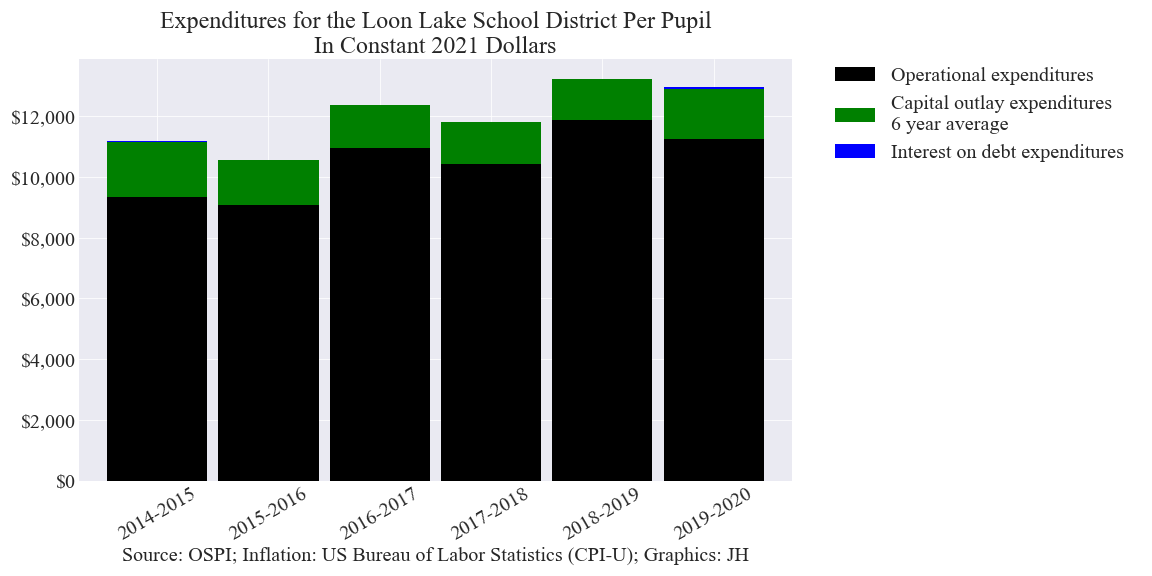 Expenditures for the Loon Lake School District Per Pupil
In Constant 2021 Dollars
Operational expenditures
Capital outlay expenditures
6 year average
Interest on debt expenditures
$12,000
$10,000
$8,000
$6,000
$4,000
$2,000
$0
2014-2015
2015-2016
2016-2017
2017-2018
2018-2019
2019-2020
Source: OSPI; Inflation: US Bureau of Labor Statistics (CPI-U); Graphics: JH